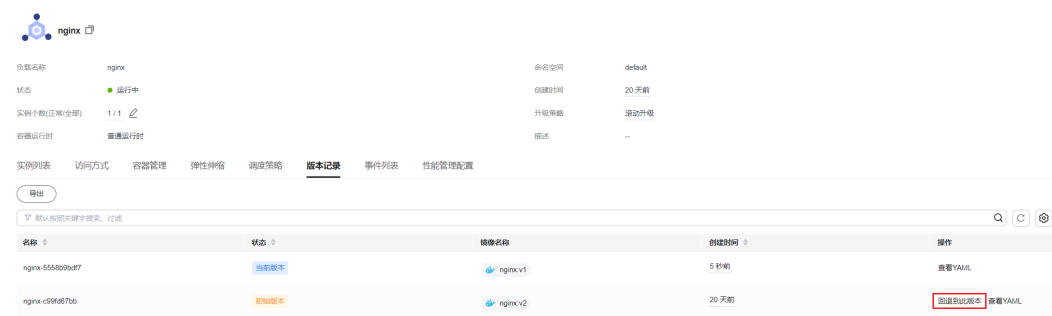 nginx
负载名称 nginx 命名空间 default
状态 运行中 创建时间 20 天前
实例个数(正常/全部) 1 / 1 升级策略 滚动升级
容器运行时 普通运行时 描述 --
实例列表 访问方式 容器管理 弹性伸缩 调度策略 版本记录 事件列表 性能管理配置
导出
默认按照关键字搜索、过滤
名称 状态 镜像名称 创建时间 操作
nginx-5558b9bdf7 当前版本 nginx:v1 5 秒前 查看YAML
nginx-c99fd67bb 初始版本 nginx:v2 20 天前 回退到此版本 查看YAML